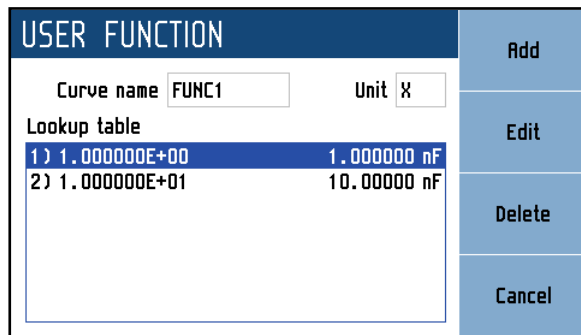 USER FUNCTION
Curve name FUNC1 Unit X
Lookup table
1) 1.000000E+00 1.000000 nF
2) 1.000000E+01 10.00000 nF
Add
Edit
Delete
Cancel